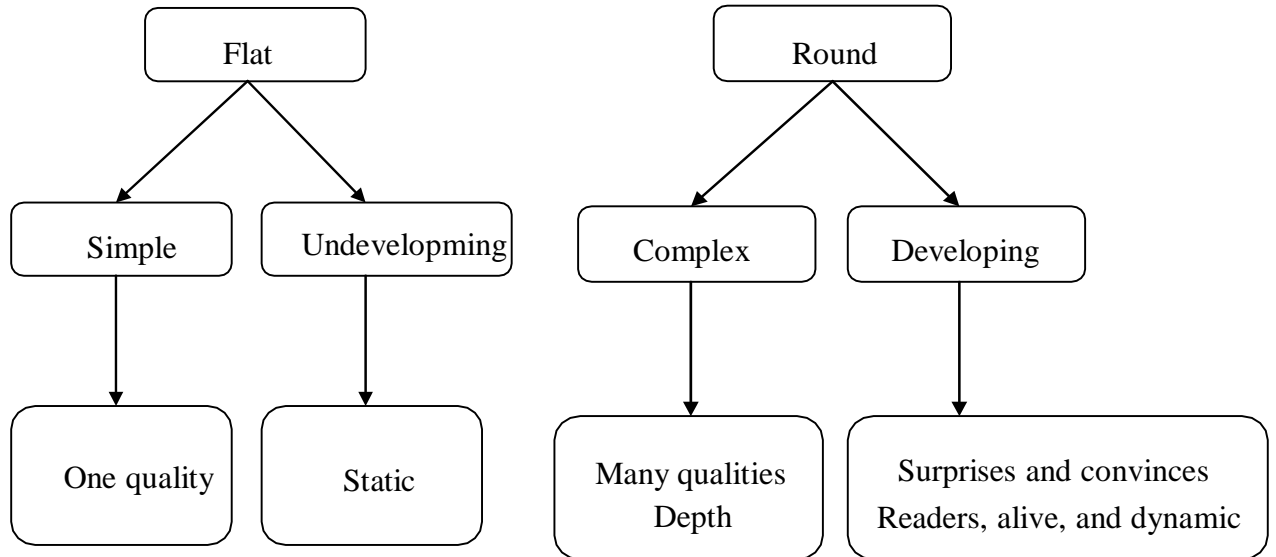 Flat
Round
Simple
Undevelopming
Complex
Developing
One quality
Static
Many qualities
Depth
Surprises and convinces
Readers, alive, and dynamic